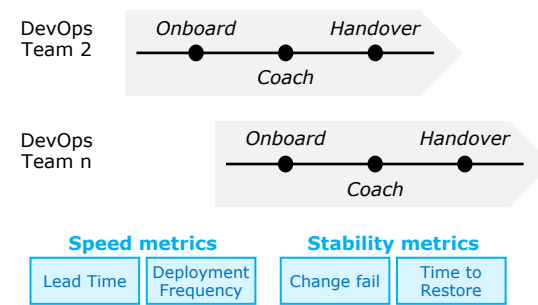 DevOps
Team 2
Onboard
Handover
Coach
DevOps
Team n
Onboard
Handover
Coach
Speed metrics
Stability metrics
Lead Time
Deployment
Frequency
Change fail
Time to
Restore